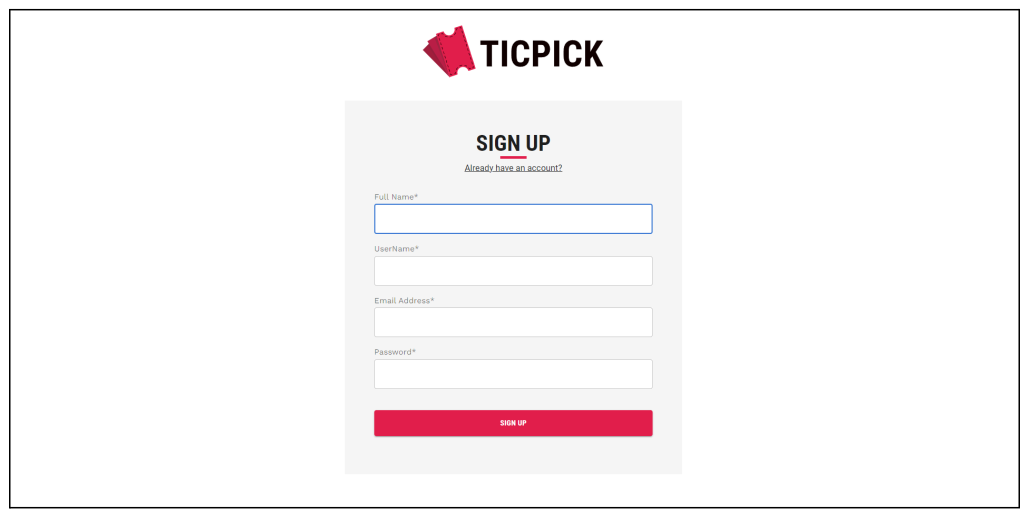 TICPICK
SIGN UP
Already have an account?
Full Name*
UserName*
Email Address*
Password*
SIGN UP